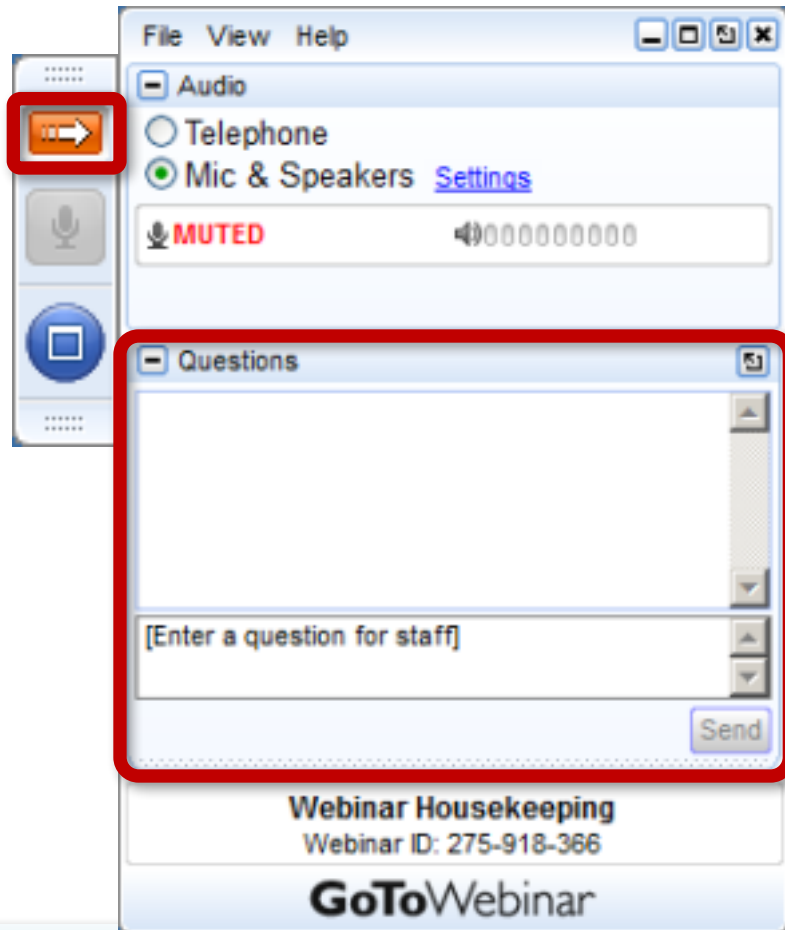 File View Help
Audio
Telephone
Mic & Speakers Settings
MUTED 000000000
Questions
[Enter a question for staff]
Send
Webinar Housekeeping
Webinar ID: 275-918-366
GoToWebinar